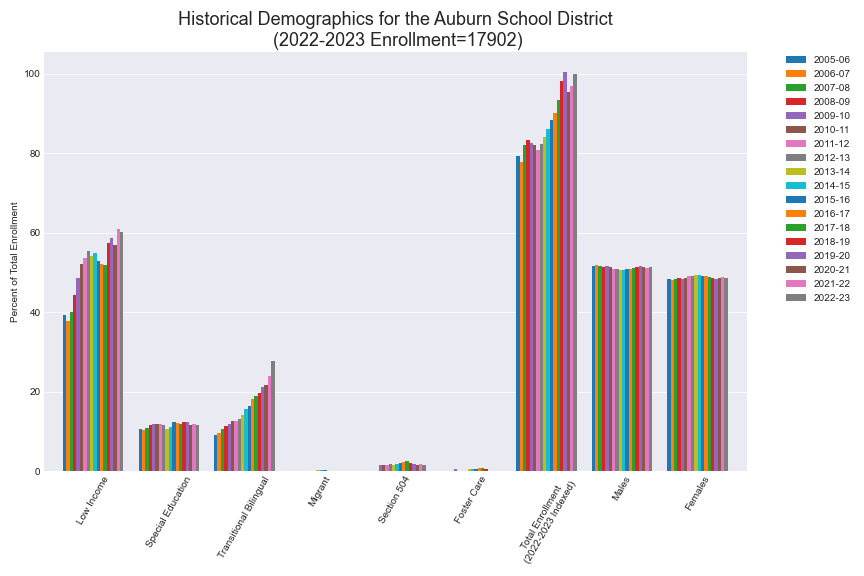 Historical Demographics for the Auburn School District
(2022-2023 Enrollment=17902)
Percent of Total Enrollment
100
80
60
40
20
0
Low Income
Special Education
Transitional Bilingual
Migrant
Section 504
Foster Care
Total Enrollment
(2022-2023 Indexed)
Males
Females
2005-06
2006-07
2007-08
2008-09
2009-10
2010-11
2011-12
2012-13
2013-14
2014-15
2015-16
2016-17
2017-18
2018-19
2019-20
2020-21
2021-22
2022-23